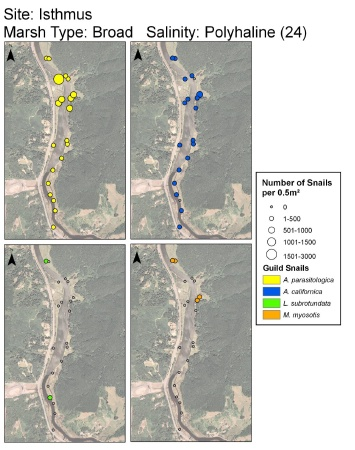 Site: Isthmus
Marsh Type: Broad Salinity: Polyhaline (24)
Number of Snails
per 0.5m²
0
1-500
501-1000
1001-1500
1501-3000
Guild Snails
A. parasitologica
A. californica
L. subrotundata
M. myosotis